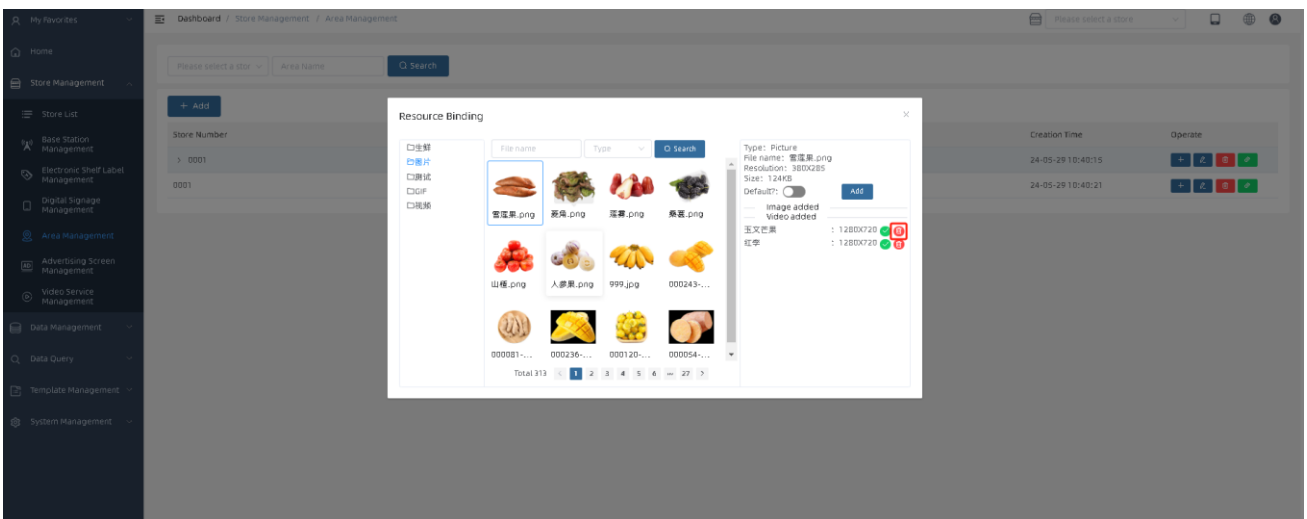 My Favorites
Dashboard / Store Management / Area Management
Please select a store
Home
Please select a stor
Area Name
Search
Store Management
+ Add
Store List
Store Number
Creation Time
Operate
Base Station
Management
> 0001
24-05-29 10:40:15
Electronic Shelf Label
Management
0001
24-05-29 10:40:21
Digital Signage
Management
Area Management
Advertising Screen
Management
Video Service
Management
Data Management
Data Query
Template Management
System Management
Resource Binding
生鲜
图片
测试
GIF
视频
File name
Type
Search
雪莲果.png
菱角.png
莲雾.png
桑葚.png
山楂.png
人参果.png
999.jpg
000243-...
000081-...
000236-...
000120-...
000054-...
Total 313 < 1 2 3 4 5 6 ••• 27 >
Type: Picture
File name: 雪莲果.png
Resolution: 380X285
Size: 124KB
Default?:
Add
Image added
Video added
玉文芒果 : 1280X720
红李 : 1280X720